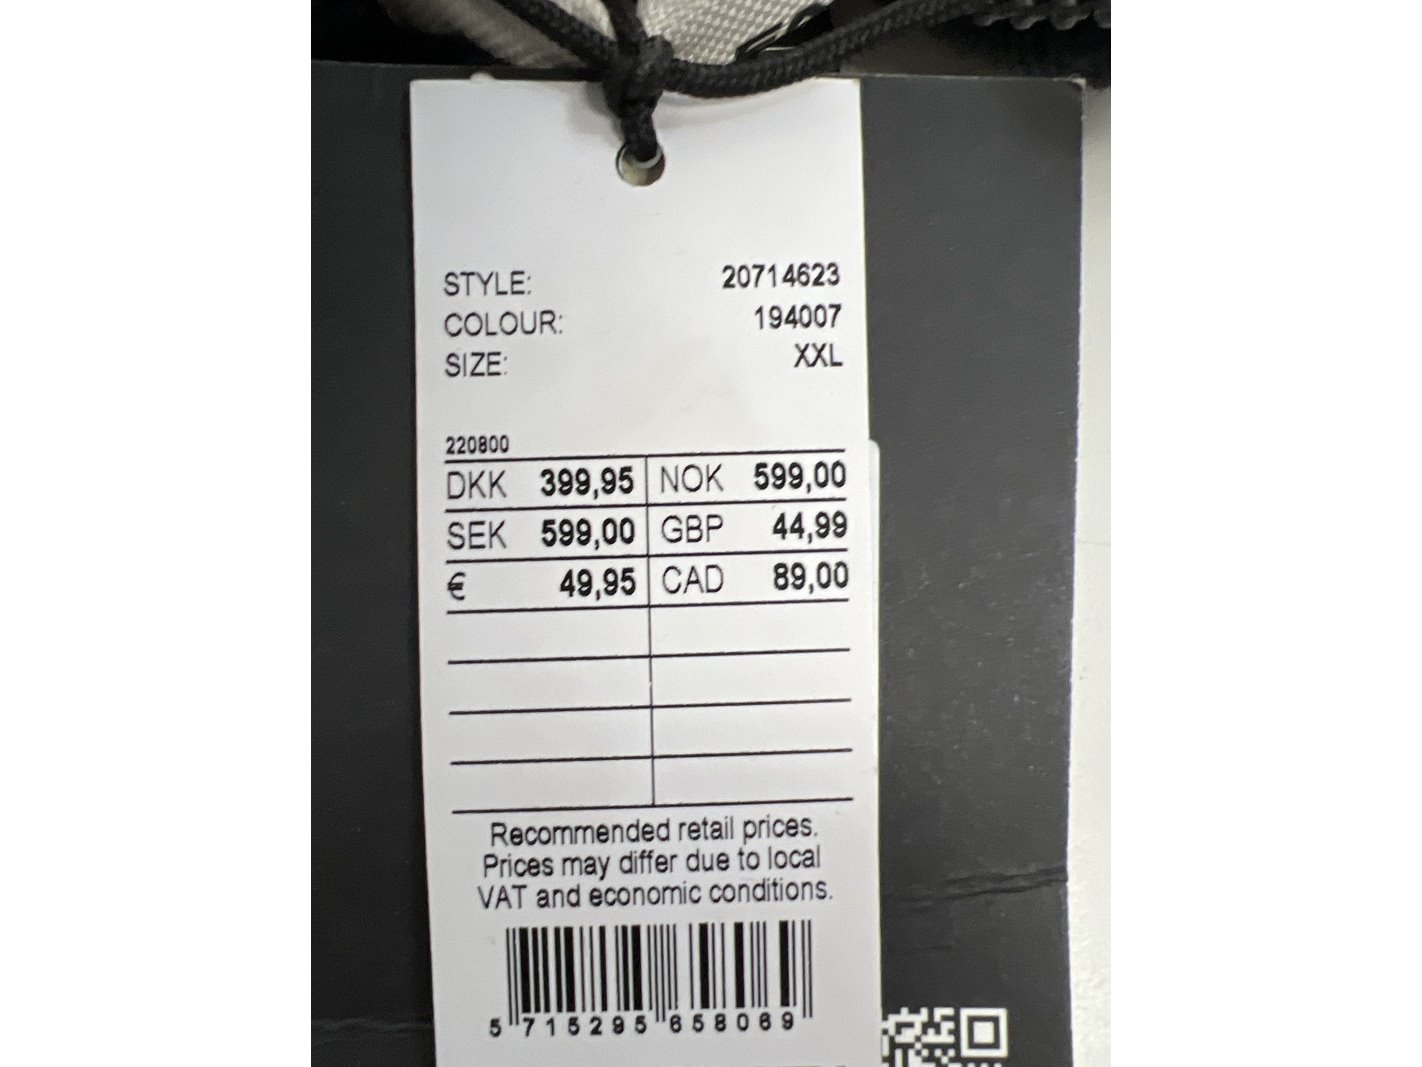 STYLE: 20714623
COLOUR: 194007
SIZE: XXL
220800
DKK 399,95 NOK 599,00
SEK 599,00 GBP 44,99
€ 49,95 CAD 89,00
Recommended retail prices.
Prices may differ due to local
VAT and economic conditions.
5 715295 658069